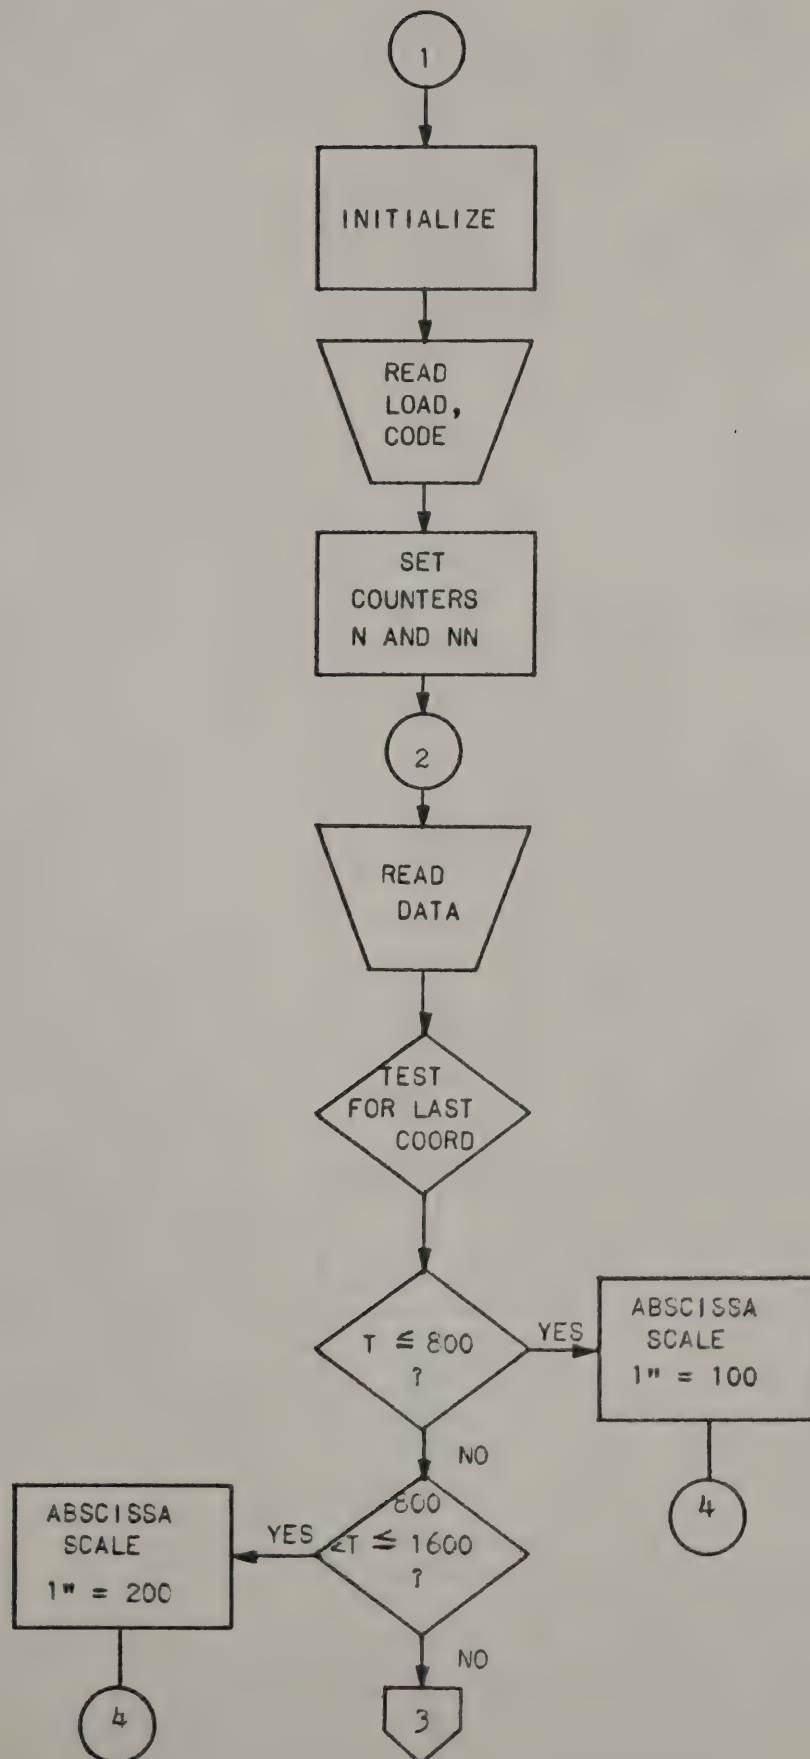 1
INITIALIZE
READ
LOAD,
CODE
SET
COUNTERS
N AND NN
2
READ
DATA
TEST
FOR LAST
COORD
T ≤ 800
?
YES
ABSCISSA
SCALE
1" = 100
4
NO
800
<T ≤ 1600
?
YES
ABSCISSA
SCALE
1" = 200
4
NO
3